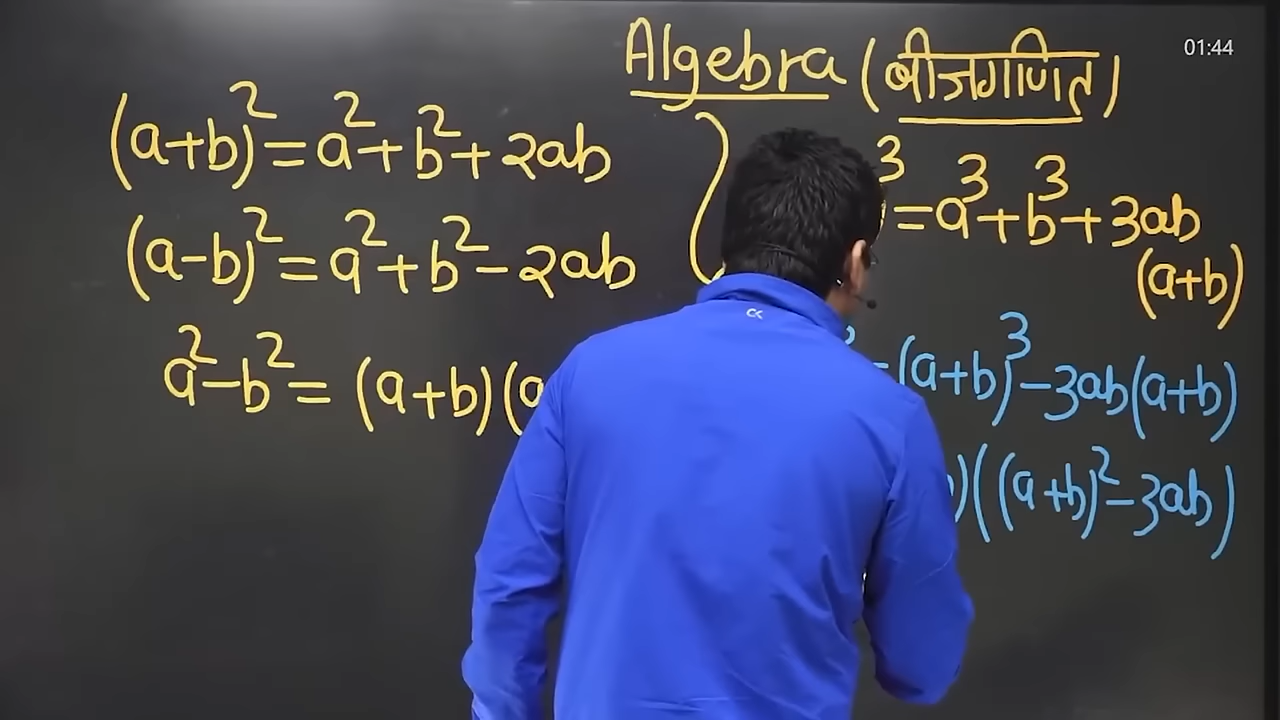 Algebra (बीजगणित)
01:44
(a+b)² = a²+b²+2ab
(a-b)² = a²+b²-2ab
a²-b² = (a+b)(a
³ = a³+b³+3ab
(a+b)
=(a+b)³-3ab(a+b)
)((a+b)²-3ab)